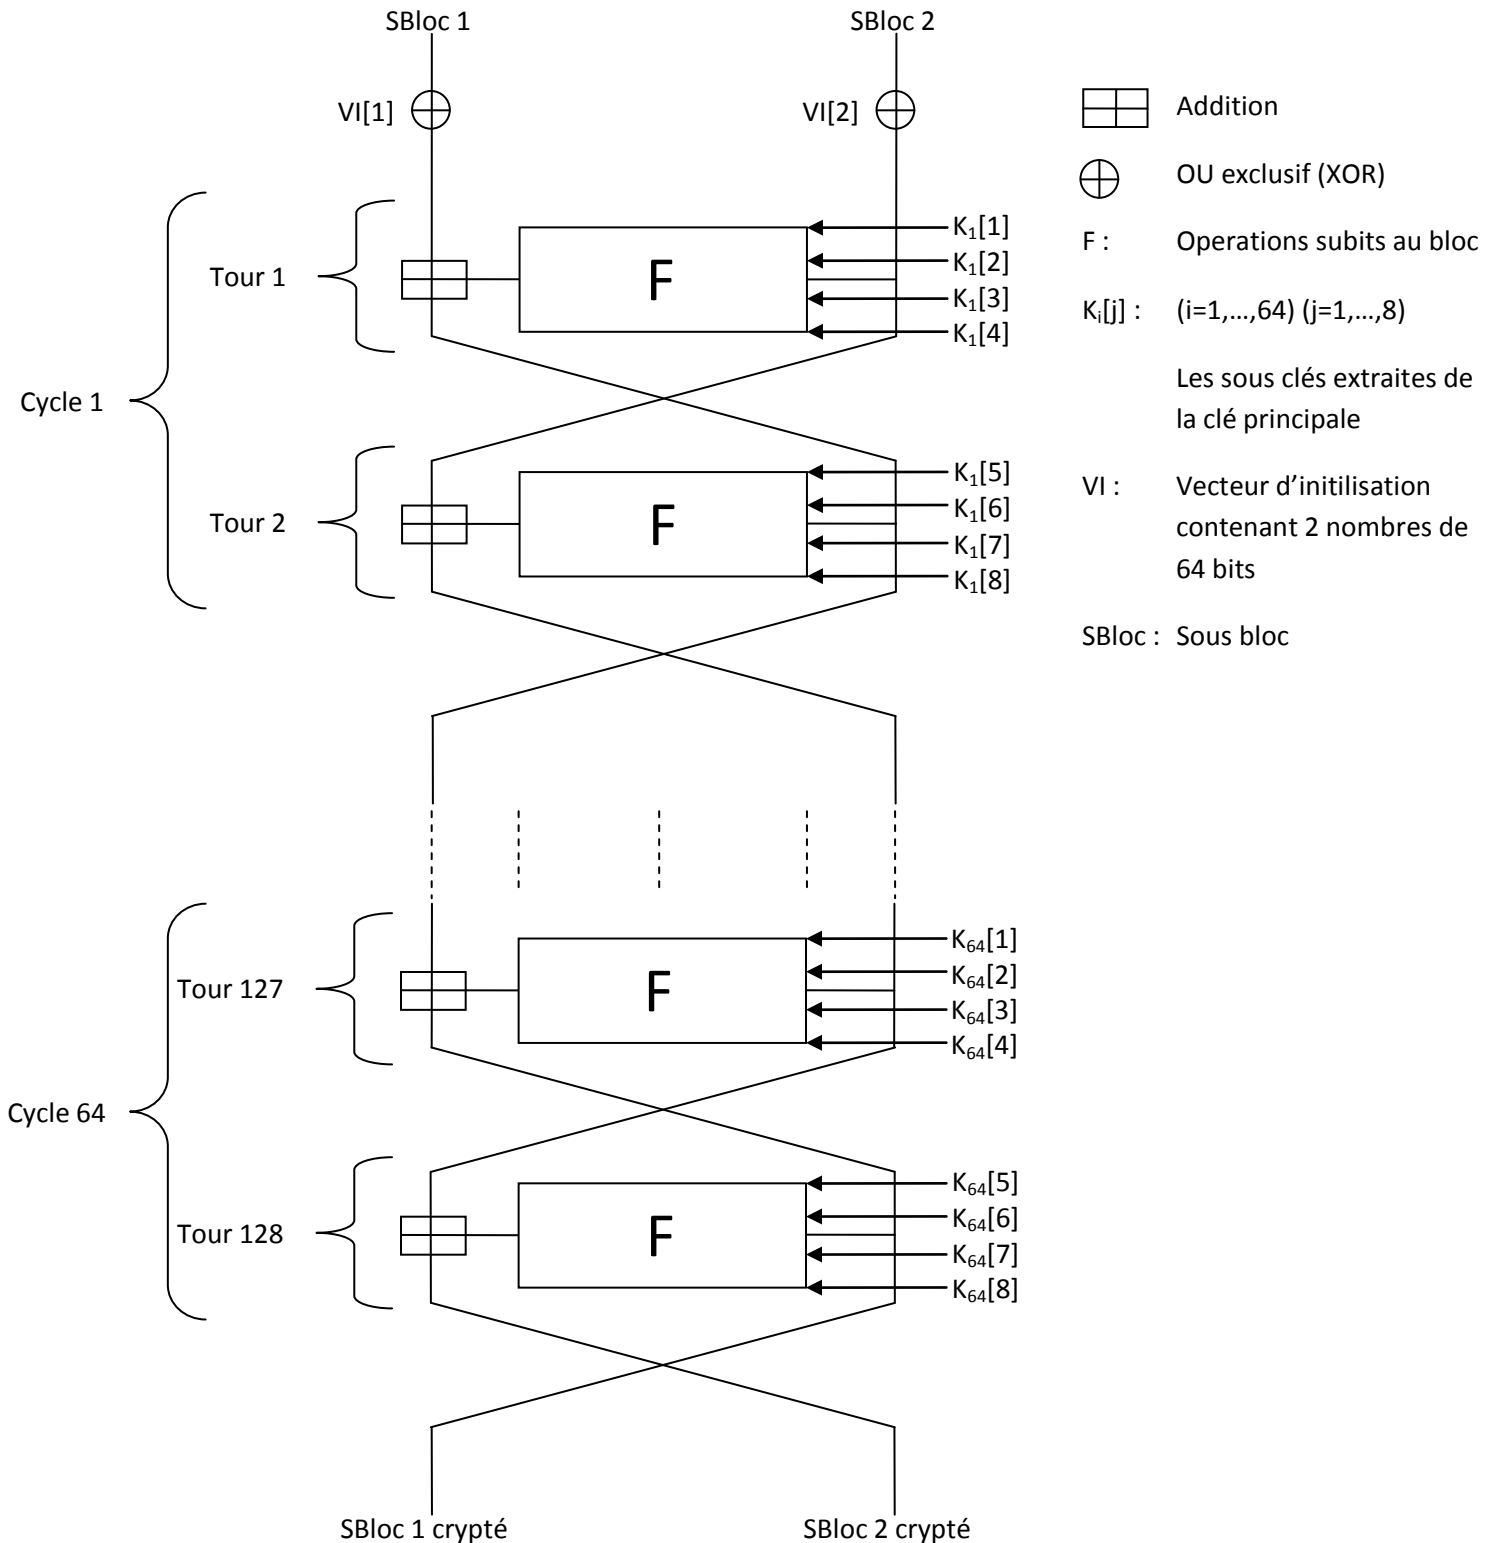 SBloc 1
SBloc 2
VI[1]
VI[2]
Addition
OU exclusif (XOR)
F : Operations subits au bloc
Kᵢ[j] : (i=1,...,64) (j=1,...,8)
Les sous clés extraites de
la clé principale
VI : Vecteur d’initilisation
contenant 2 nombres de
64 bits
SBloc : Sous bloc
Cycle 1
Tour 1
F
K₁[1]
K₁[2]
K₁[3]
K₁[4]
Tour 2
F
K₁[5]
K₁[6]
K₁[7]
K₁[8]
Cycle 64
Tour 127
F
K₆₄[1]
K₆₄[2]
K₆₄[3]
K₆₄[4]
Tour 128
F
K₆₄[5]
K₆₄[6]
K₆₄[7]
K₆₄[8]
SBloc 1 crypté
SBloc 2 crypté